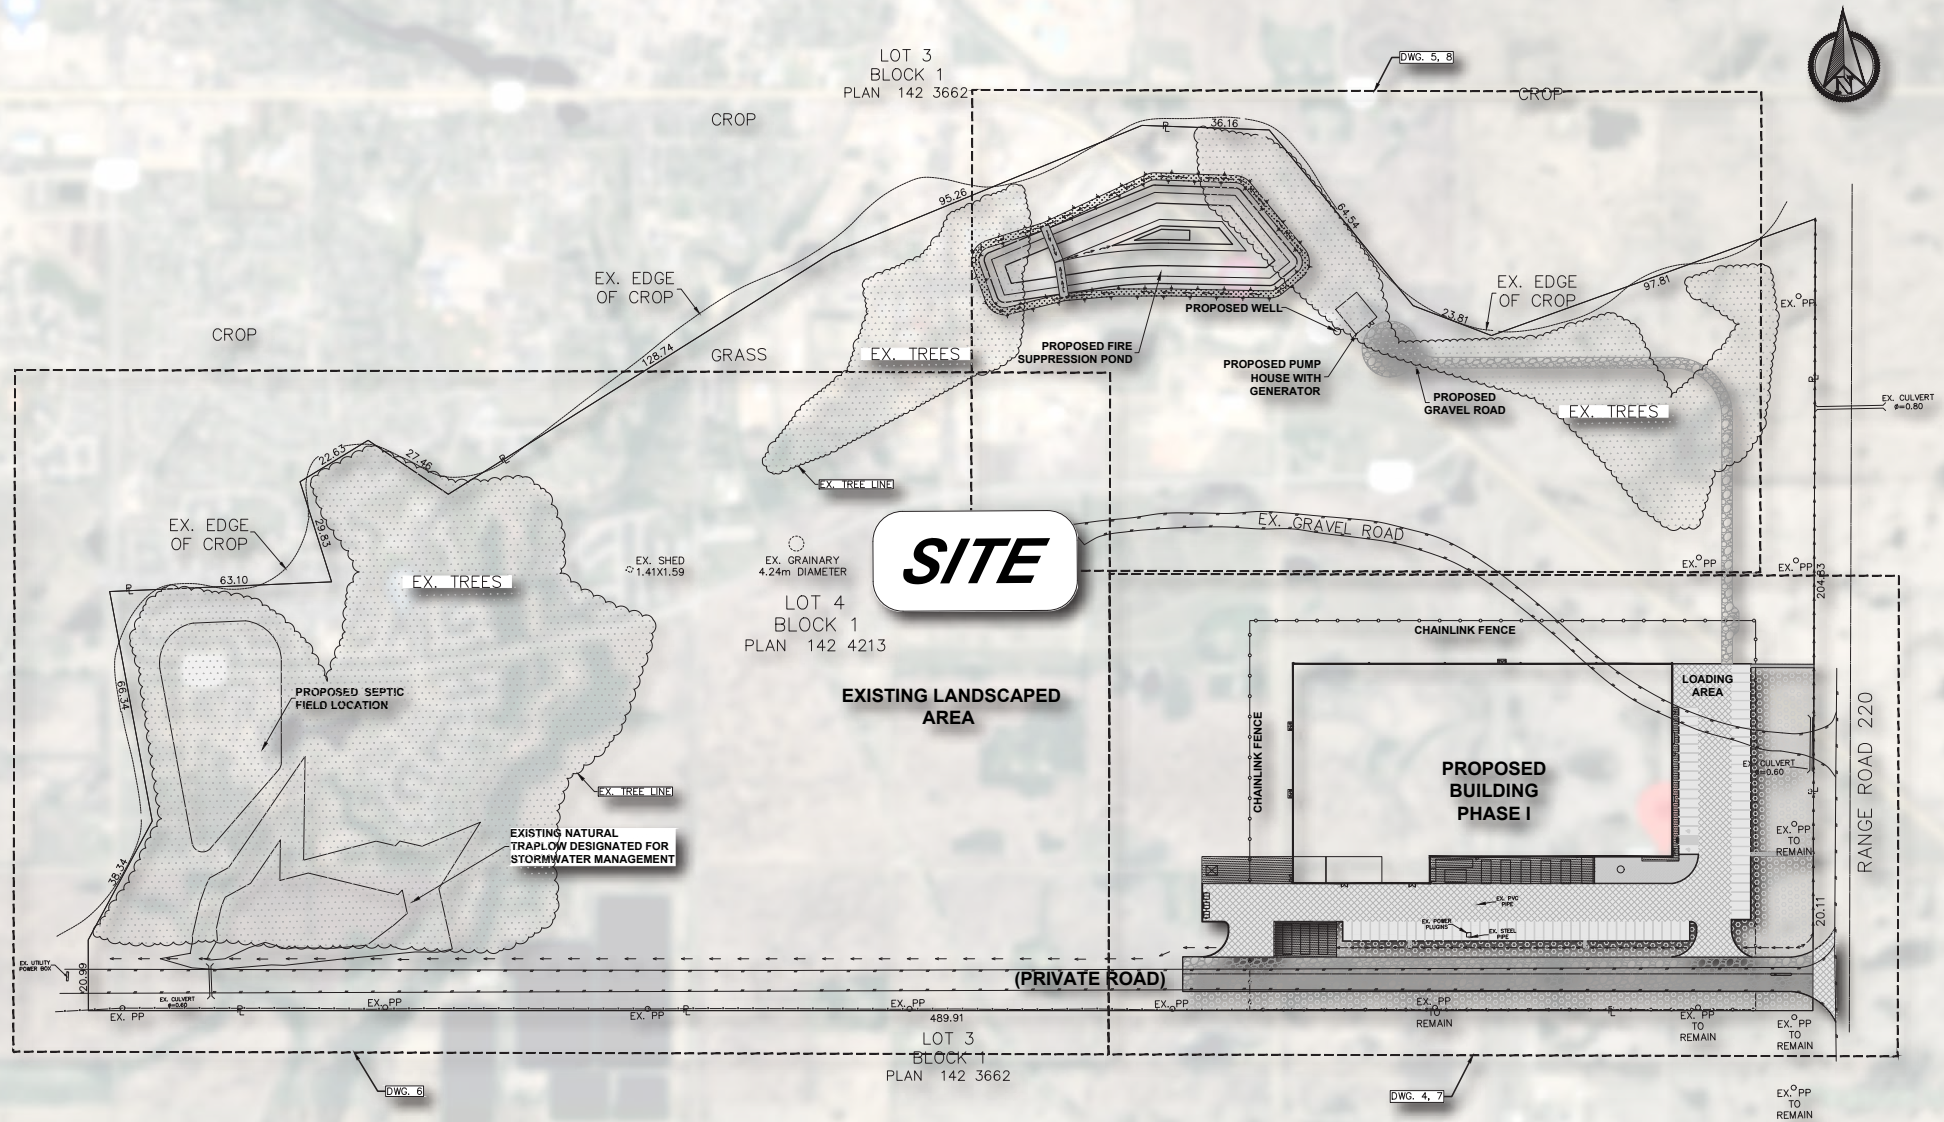 LOT 3
BLOCK 1
PLAN 142 3662
DWG. 5, 8
CROP
N
CROP
36.16
95.26
64.54
EX. EDGE
OF CROP
EX. EDGE
OF CROP
97.81
EX. PP
PROPOSED WELL
23.81
CROP
128.74
GRASS
EX. TREES
PROPOSED FIRE
SUPPRESSION POND
PROPOSED PUMP
HOUSE WITH
GENERATOR
PROPOSED
GRAVEL ROAD
EX. TREES
EX. CULVERT
ø=0.80
22.63
27.46
EX. TREE LINE
EX. EDGE
OF CROP
29.83
EX. GRAVEL ROAD
SITE
EX. SHED
1.41X1.59
EX. GRAINARY
4.24m DIAMETER
EX. PP
EX. PP
204.83
63.10
EX. TREES
LOT 4
BLOCK 1
PLAN 142 4213
CHAINLINK FENCE
LOADING
AREA
66.34
PROPOSED SEPTIC
FIELD LOCATION
EXISTING LANDSCAPED
AREA
CHAINLINK FENCE
RANGE ROAD 220
PROPOSED
BUILDING
PHASE I
EX. CULVERT
EX. TREE LINE
EXISTING NATURAL
TRAPLOW DESIGNATED FOR
STORMWATER MANAGEMENT
EX. PP
TO
REMAIN
38.34
EX. PVC
PIPE
EX. POWER
PLUGINS
EX. STEEL
PIPE
20.11
EX. UTILITY
POWER BOX
20.99
(PRIVATE ROAD)
EX. CULVERT
ø=0.60
EX. PP
EX. PP
EX. PP
EX. PP
EX. PP
489.91
EX. PP
TO
REMAIN
EX. PP
TO
REMAIN
EX. PP
TO
REMAIN
LOT 3
BLOCK 1
PLAN 142 3662
DWG. 6
DWG. 4, 7
EX. PP
TO
REMAIN